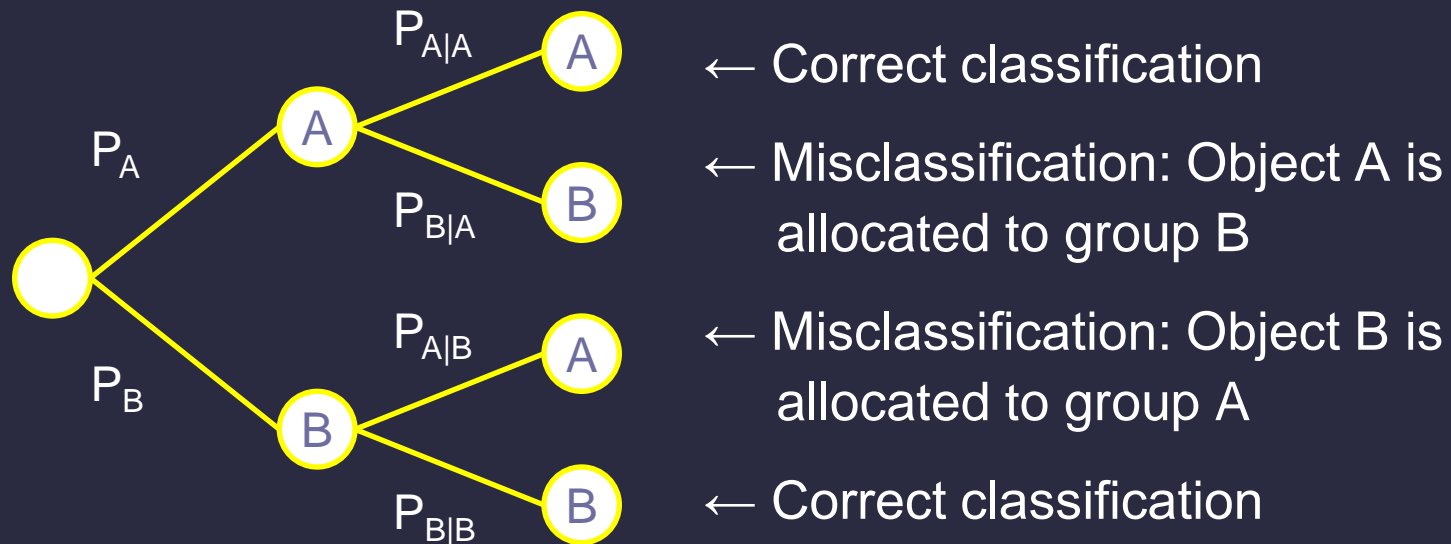 P_A|A
A
← Correct classification
A
P_A
← Misclassification: Object A is
allocated to group B
P_B|A
B
P_A|B
A
← Misclassification: Object B is
allocated to group A
P_B
B
P_B|B
B
← Correct classification